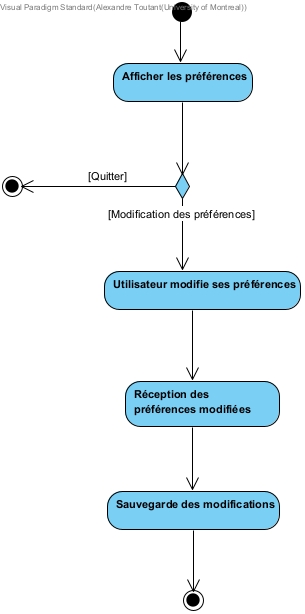 Visual Paradigm Standard(Alexandre Toutant(University of Montreal))
Afficher les préférences
[Quitter]
[Modification des préférences]
Utilisateur modifie ses préférences
Réception des
préférences modifiées
Sauvegarde des modifications